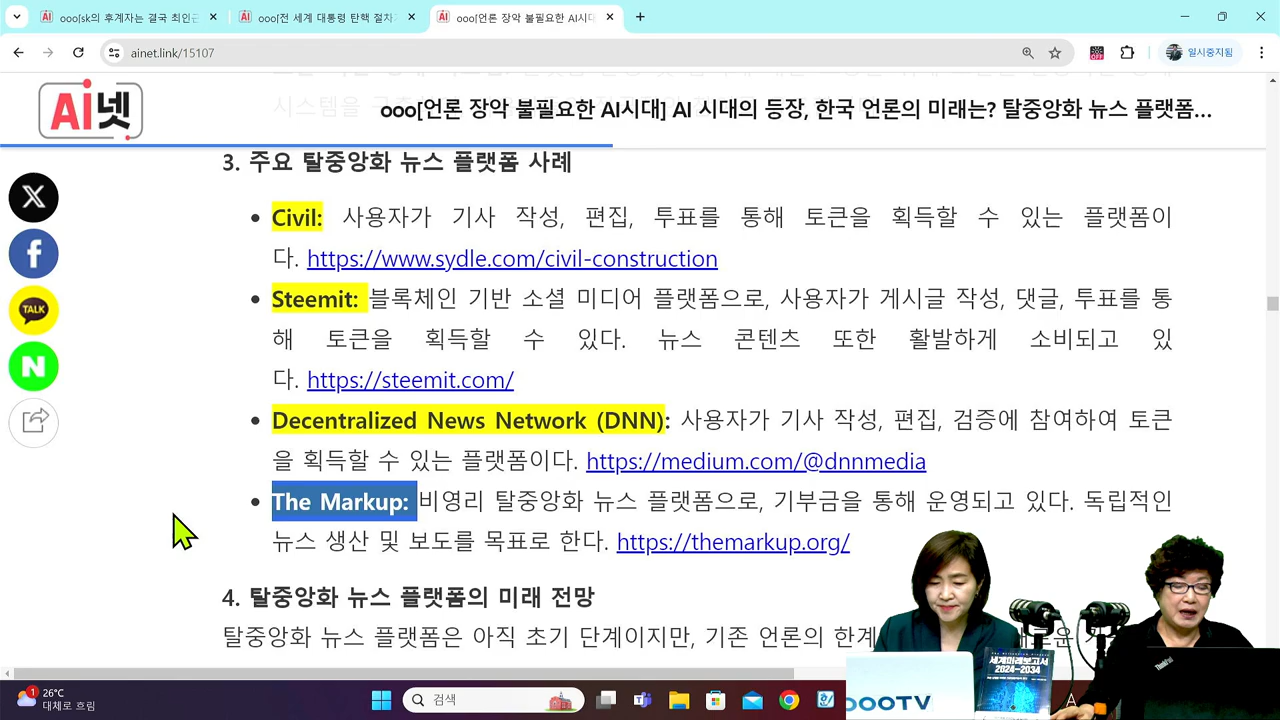 ooo[sk의 후계자는 결국 최인근
ooo[전 세계 대통령 탄핵 절차
ooo[언론 장악 불필요한 AI시대
ainet.link/15107
OFF
일시중지됨
Ai넷
ooo[언론 장악 불필요한 AI시대] AI 시대의 등장, 한국 언론의 미래는? 탈중앙화 뉴스 플랫폼...
시스템을
3. 주요 탈중앙화 뉴스 플랫폼 사례
X
f
TALK
N
• Civil: 사용자가 기사 작성, 편집, 투표를 통해 토큰을 획득할 수 있는 플랫폼이
다. https://www.sydle.com/civil-construction
• Steemit: 블록체인 기반 소셜 미디어 플랫폼으로, 사용자가 게시글 작성, 댓글, 투표를 통
해 토큰을 획득할 수 있다. 뉴스 콘텐츠 또한 활발하게 소비되고 있
다. https://steemit.com/
• Decentralized News Network (DNN): 사용자가 기사 작성, 편집, 검증에 참여하여 토큰
을 획득할 수 있는 플랫폼이다. https://medium.com/@dnnmedia
• The Markup: 비영리 탈중앙화 뉴스 플랫폼으로, 기부금을 통해 운영되고 있다. 독립적인
뉴스 생산 및 보도를 목표로 한다. https://themarkup.org/
4. 탈중앙화 뉴스 플랫폼의 미래 전망
탈중앙화 뉴스 플랫폼은 아직 초기 단계이지만, 기존 언론의 한계
세계미래보고서
2024-2034
ThinkPad
oooTV
1
26°C
대체로 흐림
검색
A